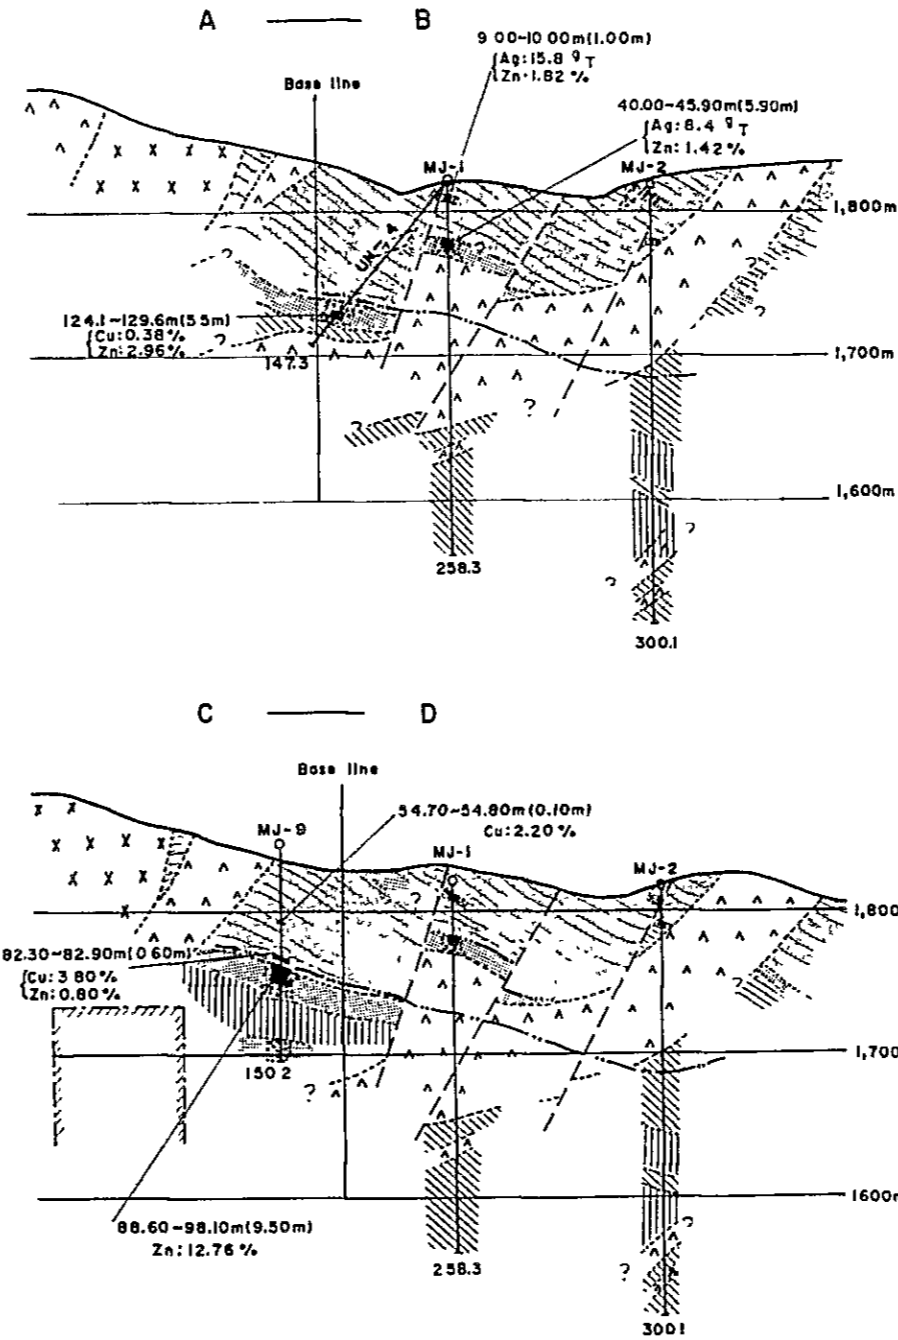 A B
9.00~10.00m(1.00m)
Ag:15.8 g T
Zn:1.82 %
Base line
40.00~45.90m(5.90m)
Ag:8.4 g T
Zn:1.42 %
MJ-1
MJ-2
1,800m
?
?
?
?
124.1~129.6m(5.5m)
Cu:0.38 %
Zn:2.96 %
?
147.3
1,700m
?
?
1,600m
?
258.3
?
300.1
C D
Base line
54.70~54.80m(0.10m)
Cu:2.20 %
MJ-9
MJ-1
MJ-2
?
1,800
82.30~82.90m(0.60m)
Cu:3.80%
Zn:0.80%
?
1,700
150.2
?
1600m
88.60~98.10m(9.50m)
Zn:12.76 %
?
258.3
?
300.1